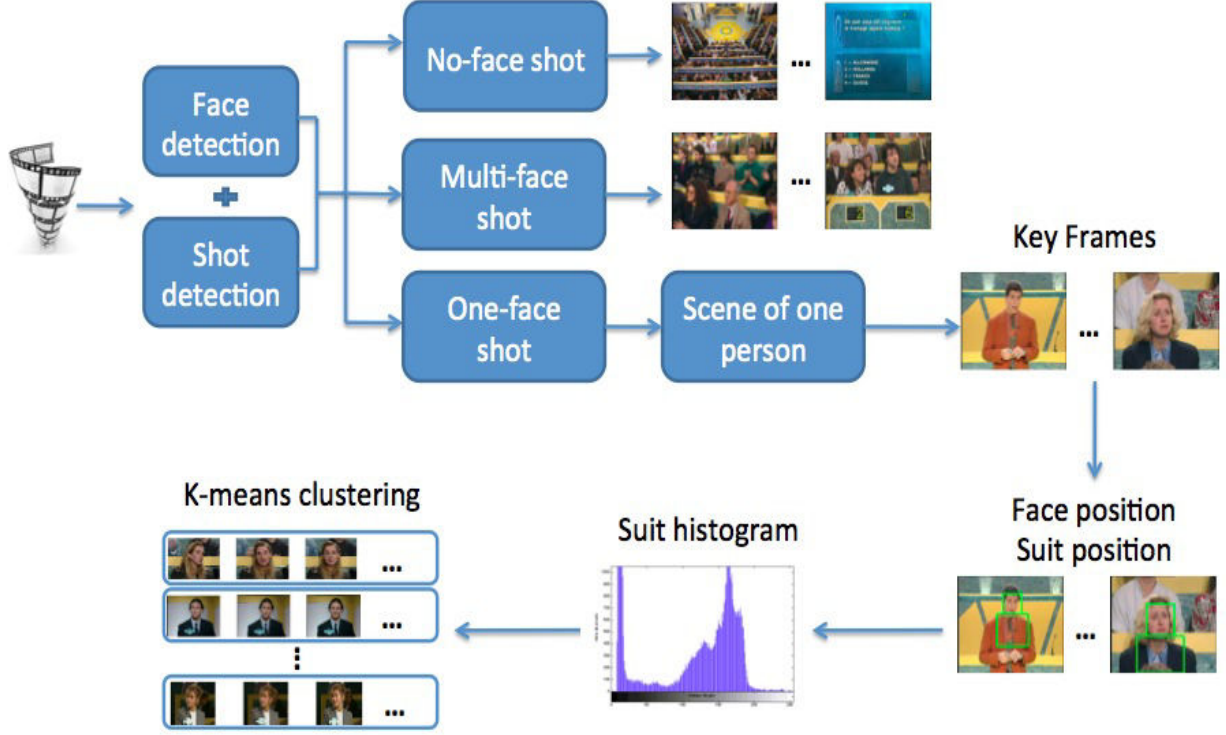 No-face shot
...
Face
detection
Multi-face
shot
...
Shot
detection
One-face
shot
Scene of one
person
Key Frames
...
Face position
Suit position
...
Suit histogram
K-means clustering
...
...
...
...